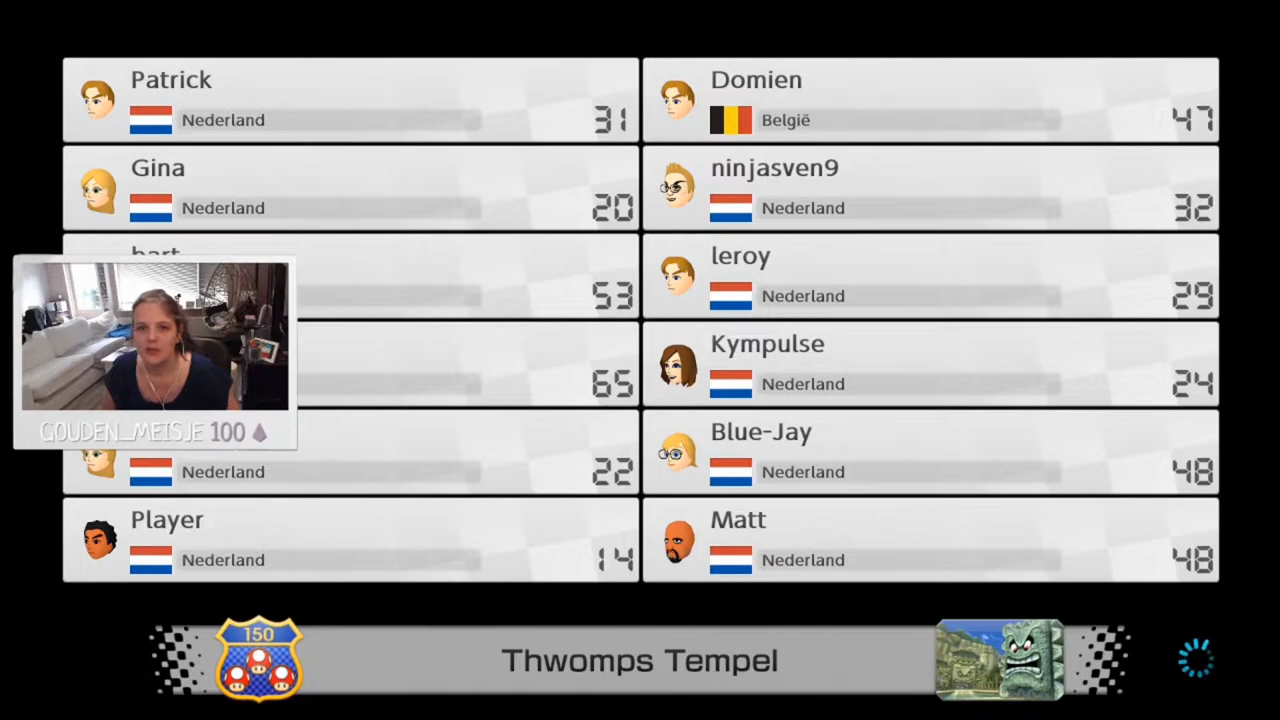 Patrick
Nederland 31
Gina
Nederland 20
bart
53
65
Nederland 22
Player
Nederland 14
Domien
België 47
ninjasven9
Nederland 32
leroy
Nederland 29
Kympulse
Nederland 24
Blue-Jay
Nederland 48
Matt
Nederland 48
GOUDEN_MEISJE 100
150
Thwomps Tempel